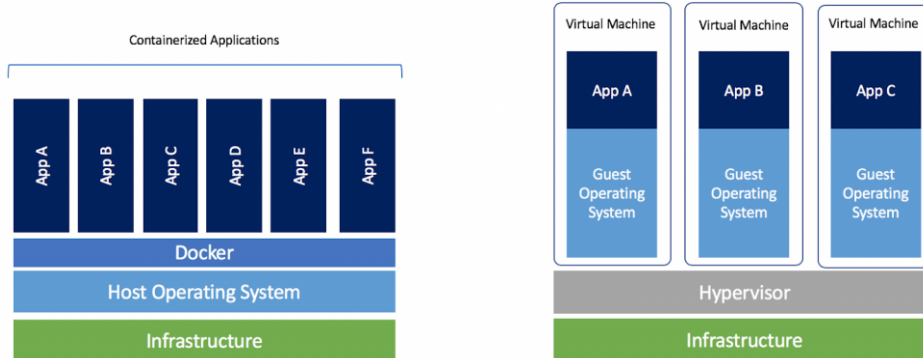 Containerized Applications
App A
App B
App C
App D
App E
App F
Docker
Host Operating System
Infrastructure
Virtual Machine
App A
Guest
Operating
System
Virtual Machine
App B
Guest
Operating
System
Virtual Machine
App C
Guest
Operating
System
Hypervisor
Infrastructure